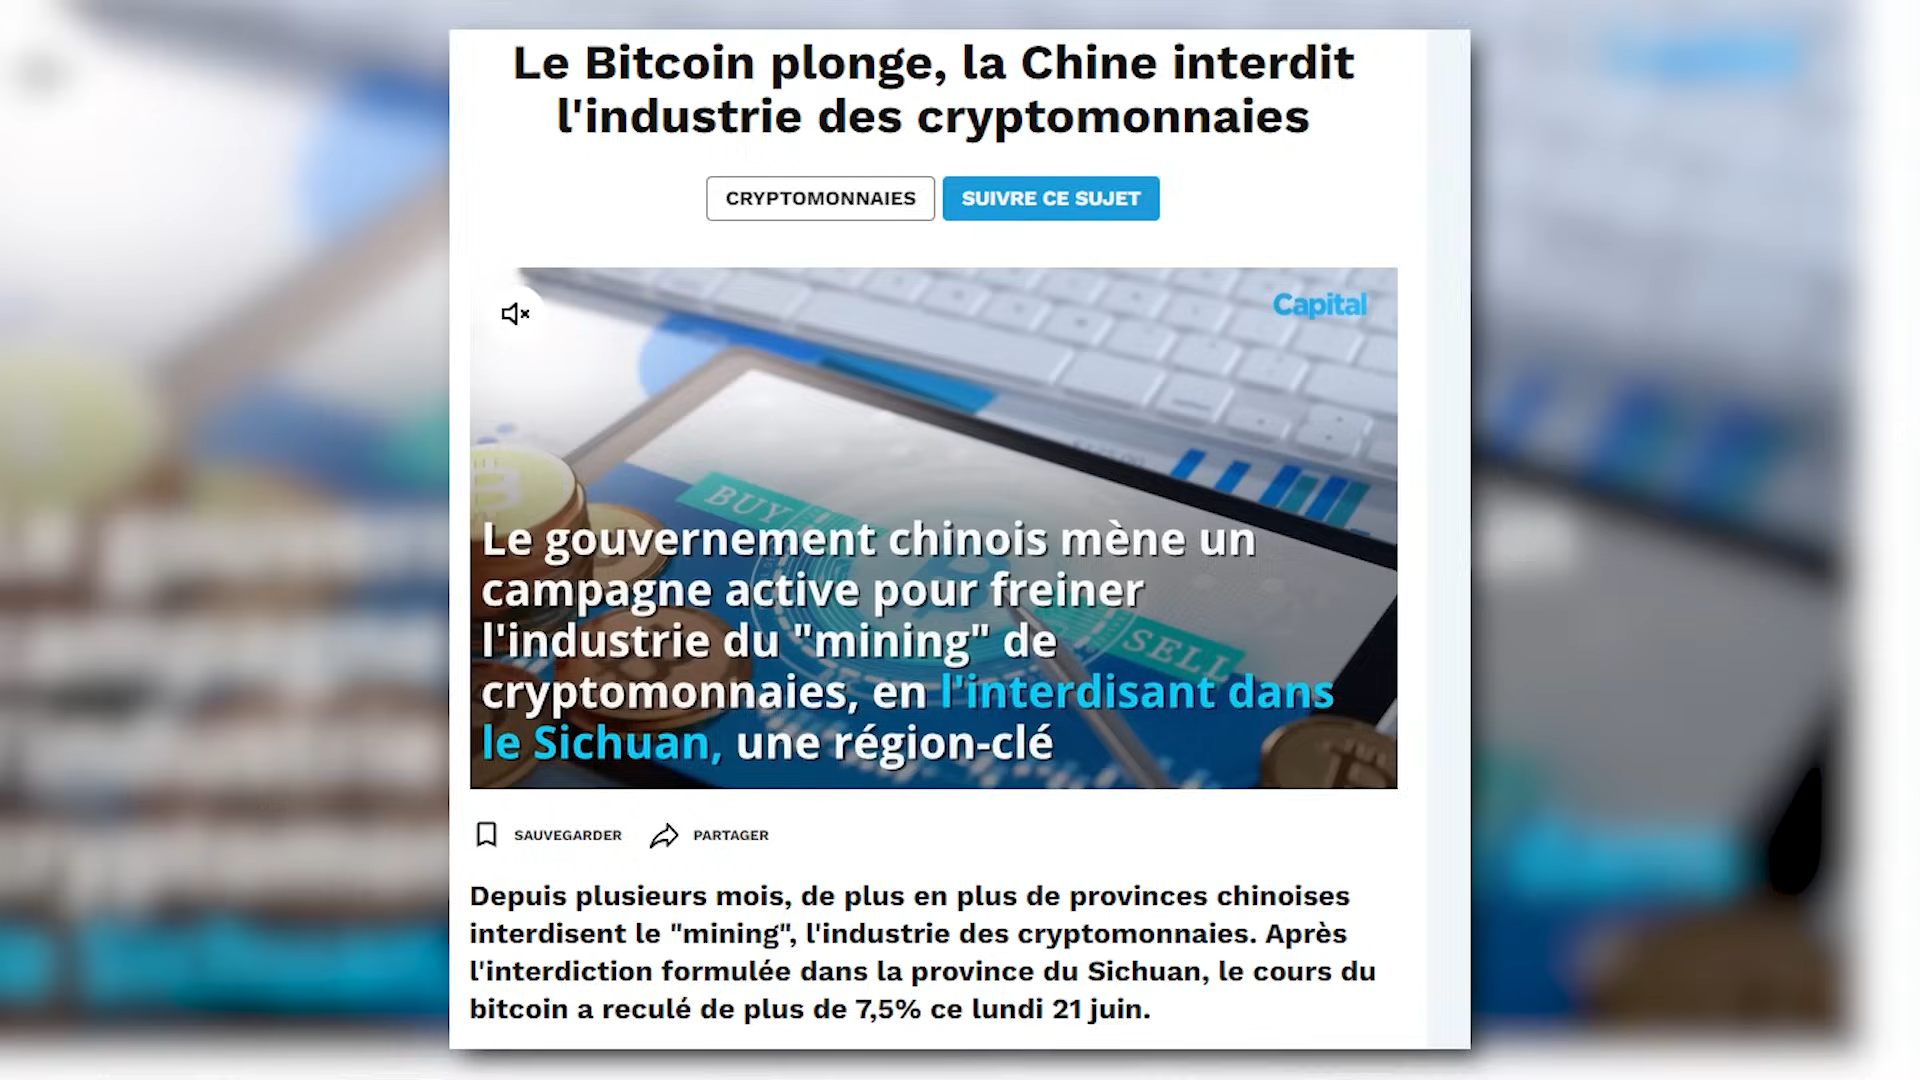 Le Bitcoin plonge, la Chine interdit
l'industrie des cryptomonnaies
CRYPTOMONNAIES
SUIVRE CE SUJET
Capital
BUY
SELL
Le gouvernement chinois mène un
campagne active pour freiner
l'industrie du "mining" de
cryptomonnaies, en l'interdisant dans
le Sichuan, une région-clé
SAUVEGARDER
PARTAGER
Depuis plusieurs mois, de plus en plus de provinces chinoises
interdisent le "mining", l'industrie des cryptomonnaies. Après
l'interdiction formulée dans la province du Sichuan, le cours du
bitcoin a reculé de plus de 7,5% ce lundi 21 juin.